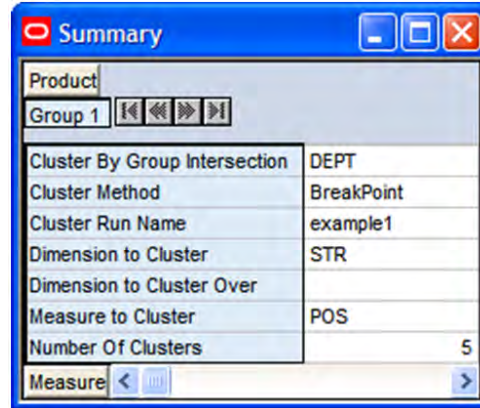 Summary
Product
Group 1
Cluster By Group Intersection DEPT
Cluster Method BreakPoint
Cluster Run Name example1
Dimension to Cluster STR
Dimension to Cluster Over
Measure to Cluster POS
Number Of Clusters 5
Measure